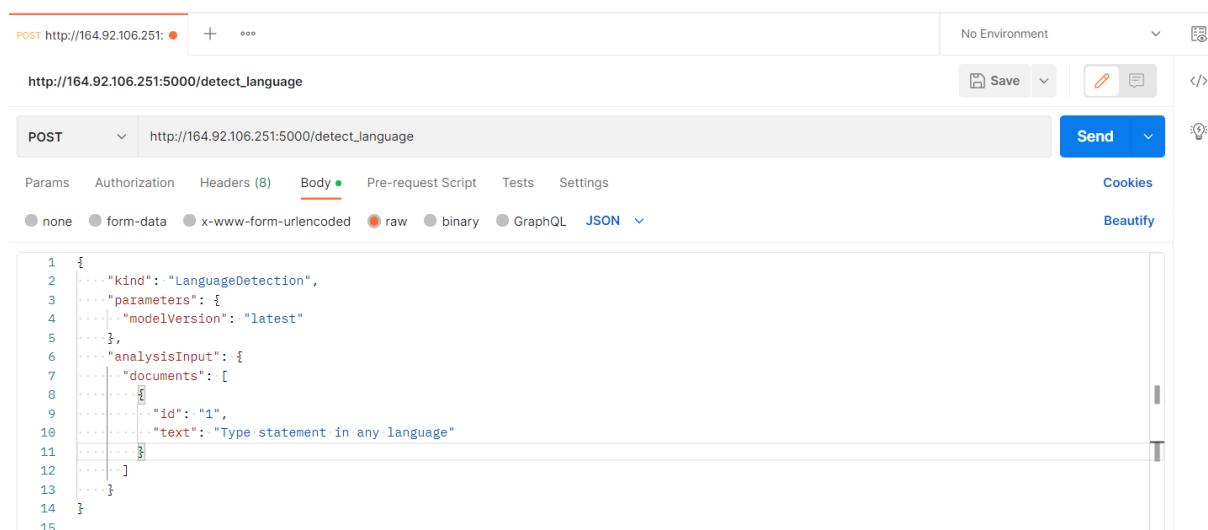 POST http://164.92.106.251:
No Environment
http://164.92.106.251:5000/detect_language
Save
POST http://164.92.106.251:5000/detect_language
Send
Params Authorization Headers (8) Body Pre-request Script Tests Settings Cookies
none form-data x-www-form-urlencoded raw binary GraphQL JSON Beautify
1 {
2 "kind": "LanguageDetection",
3 "parameters": {
4 "modelVersion": "latest"
5 },
6 "analysisInput": {
7 "documents": [
8 {
9 "id": "1",
10 "text": "Type statement in any language"
11 }
12 ]
13 }
14 }
15